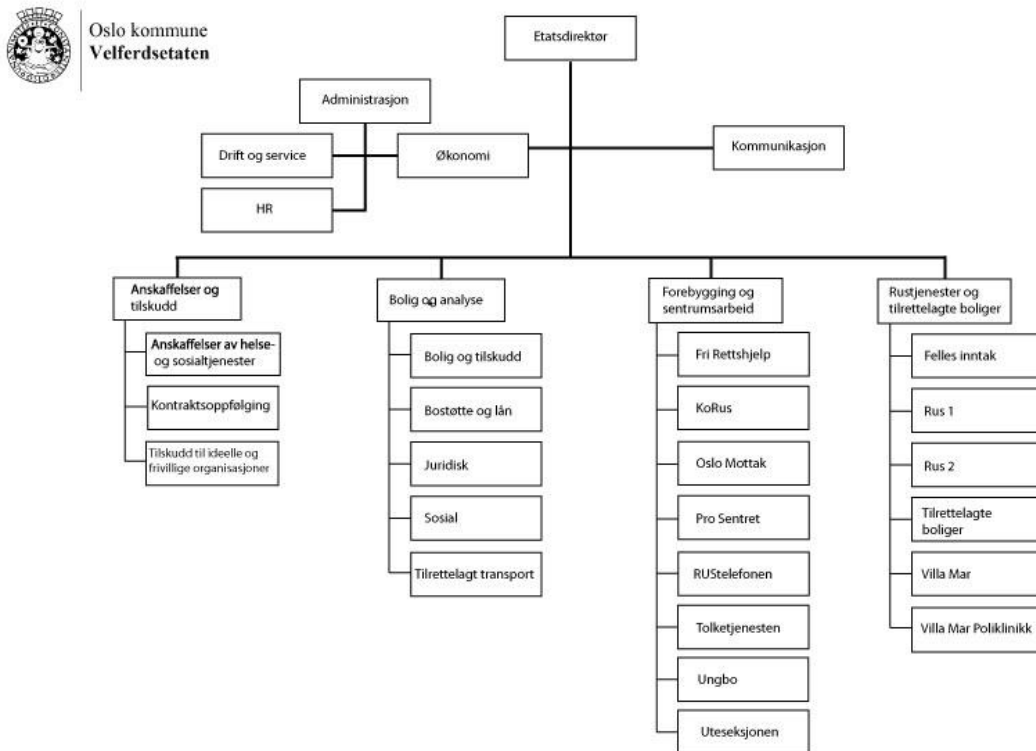 Oslo kommune
Velferdsetaten
Etatsdirektør
Administrasjon
Drift og service
Økonomi
Kommunikasjon
HR
Anskaffelser og
tilskudd
Anskaffelser av helse-
og sosialtjenester
Kontraktsoppfølging
Tilskudd til ideelle og
frivillige organisasjoner
Bolig og analyse
Bolig og tilskudd
Bostøtte og lån
Juridisk
Sosial
Tilrettelagt transport
Forebygging og
sentrumsarbeid
Fri Rettshjelp
KoRus
Oslo Mottak
Pro Sentret
RUStelefonen
Tolketjenesten
Ungbo
Uteseksjonen
Rustjenester og
tilrettelagte boliger
Felles inntak
Rus 1
Rus 2
Tilrettelagte
boliger
Villa Mar
Villa Mar Poliklinikk